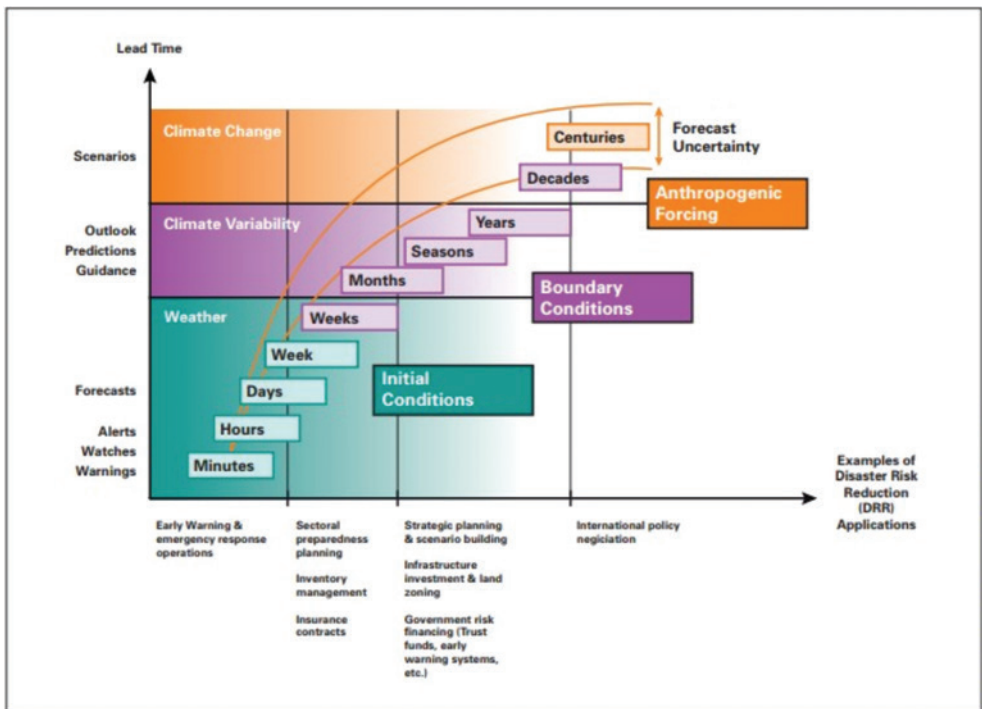 Lead Time
Climate Change
Centuries
Forecast
Uncertainty
Scenarios
Decades
Anthropogenic
Forcing
Climate Variability
Years
Outlook
Predictions
Guidance
Seasons
Months
Boundary
Conditions
Weather
Weeks
Week
Initial
Conditions
Forecasts
Days
Alerts
Watches
Warnings
Hours
Minutes
Examples of
Disaster Risk
Reduction
(DRR)
Applications
Early Warning &
emergency response
operations
Sectoral
preparedness
planning
Inventory
management
Insurance
contracts
Strategic planning
& scenario building
Infrastructure
investment & land
zoning
Government risk
financing (Trust
funds, early
warning systems,
etc.)
International policy
negiciation